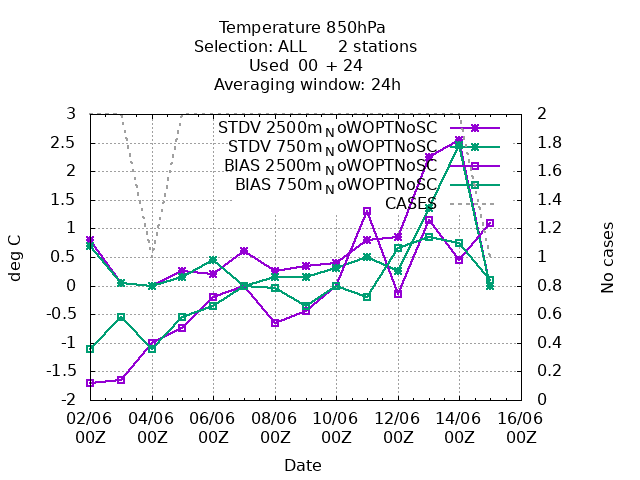 Temperature 850hPa
Selection: ALL      2 stations
Used  00  + 24
Averaging window: 24h
STDV 2500m_NoWOPTNoSC
STDV 750m_NoWOPTNoSC
BIAS 2500m_NoWOPTNoSC
BIAS 750m_NoWOPTNoSC
CASES
deg C
3
2.5
2
1.5
1
0.5
0
-0.5
-1
-1.5
-2
No cases
2
1.8
1.6
1.4
1.2
1
0.8
0.6
0.4
0.2
0
02/06 04/06 06/06 08/06 10/06 12/06 14/06 16/06
00Z 00Z 00Z 00Z 00Z 00Z 00Z 00Z
Date